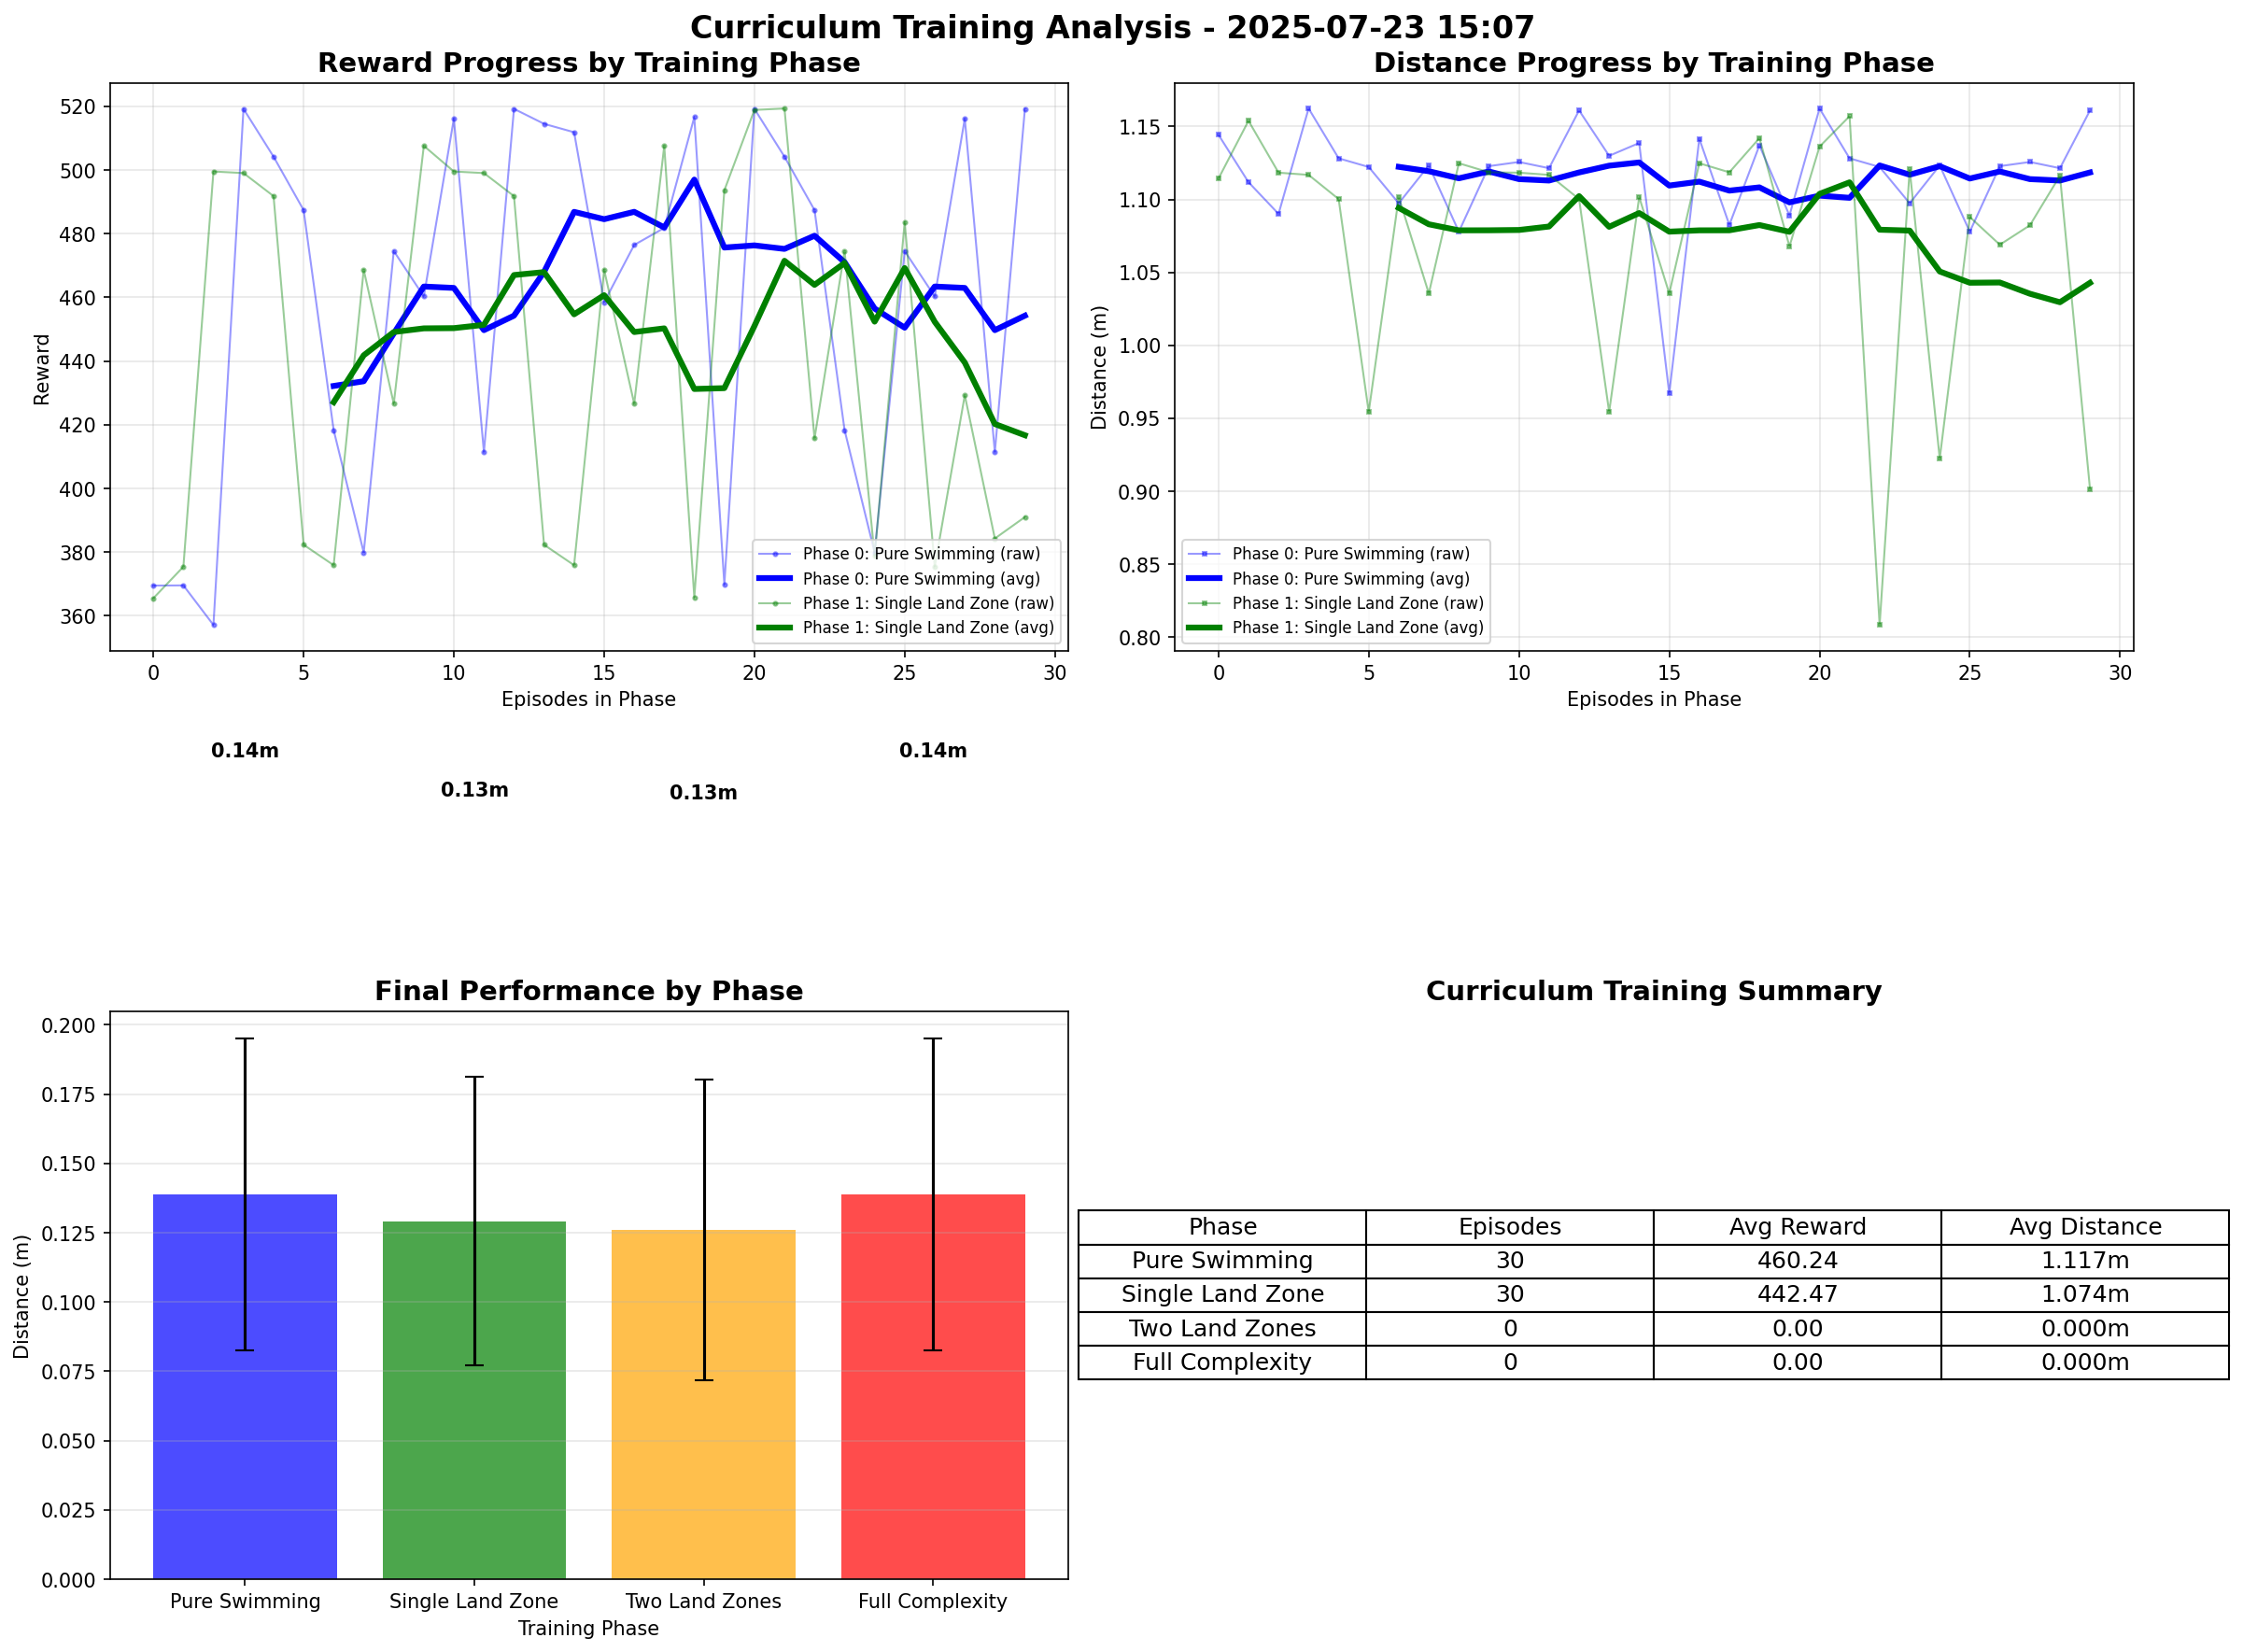 Curriculum Training Analysis - 2025-07-23 15:07
Reward Progress by Training Phase
520
500
480
460
440
420
400
380
360
Reward
0 5 10 15 20 25 30
Episodes in Phase
Phase 0: Pure Swimming (raw)
Phase 0: Pure Swimming (avg)
Phase 1: Single Land Zone (raw)
Phase 1: Single Land Zone (avg)
Distance Progress by Training Phase
1.15
1.10
1.05
1.00
0.95
0.90
0.85
0.80
Distance (m)
0 5 10 15 20 25 30
Episodes in Phase
Phase 0: Pure Swimming (raw)
Phase 0: Pure Swimming (avg)
Phase 1: Single Land Zone (raw)
Phase 1: Single Land Zone (avg)
0.14m
0.13m
0.13m
0.14m
Final Performance by Phase
0.200
0.175
0.150
0.125
0.100
0.075
0.050
0.025
0.000
Distance (m)
Pure Swimming Single Land Zone Two Land Zones Full Complexity
Training Phase
Curriculum Training Summary
Phase Episodes Avg Reward Avg Distance
Pure Swimming 30 460.24 1.117m
Single Land Zone 30 442.47 1.074m
Two Land Zones 0 0.00 0.000m
Full Complexity 0 0.00 0.000m